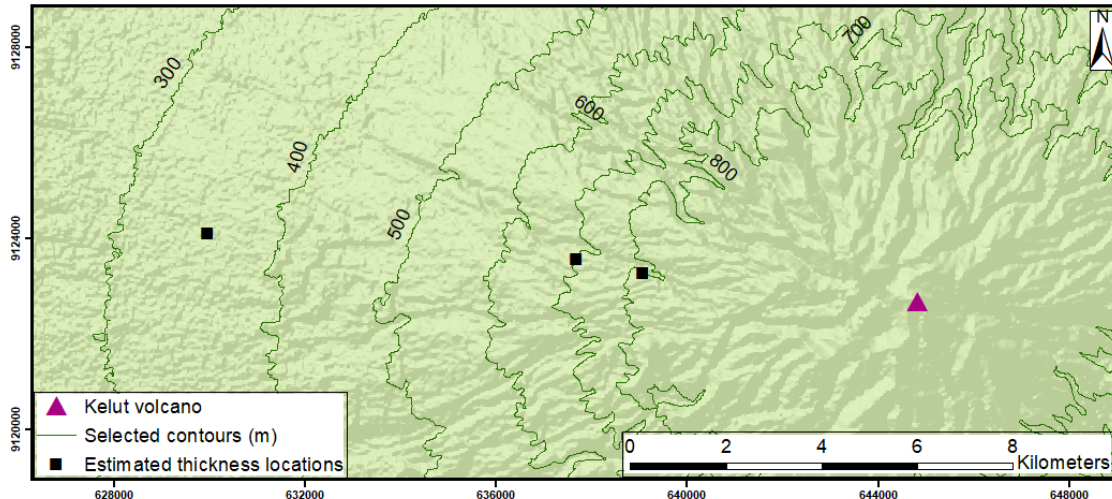 N
9128000
9124000
9120000
300
400
500
600
700
800
Kelut volcano
Selected contours (m)
Estimated thickness locations
0 2 4 6 8
Kilometers
628000 632000 636000 640000 644000 648000